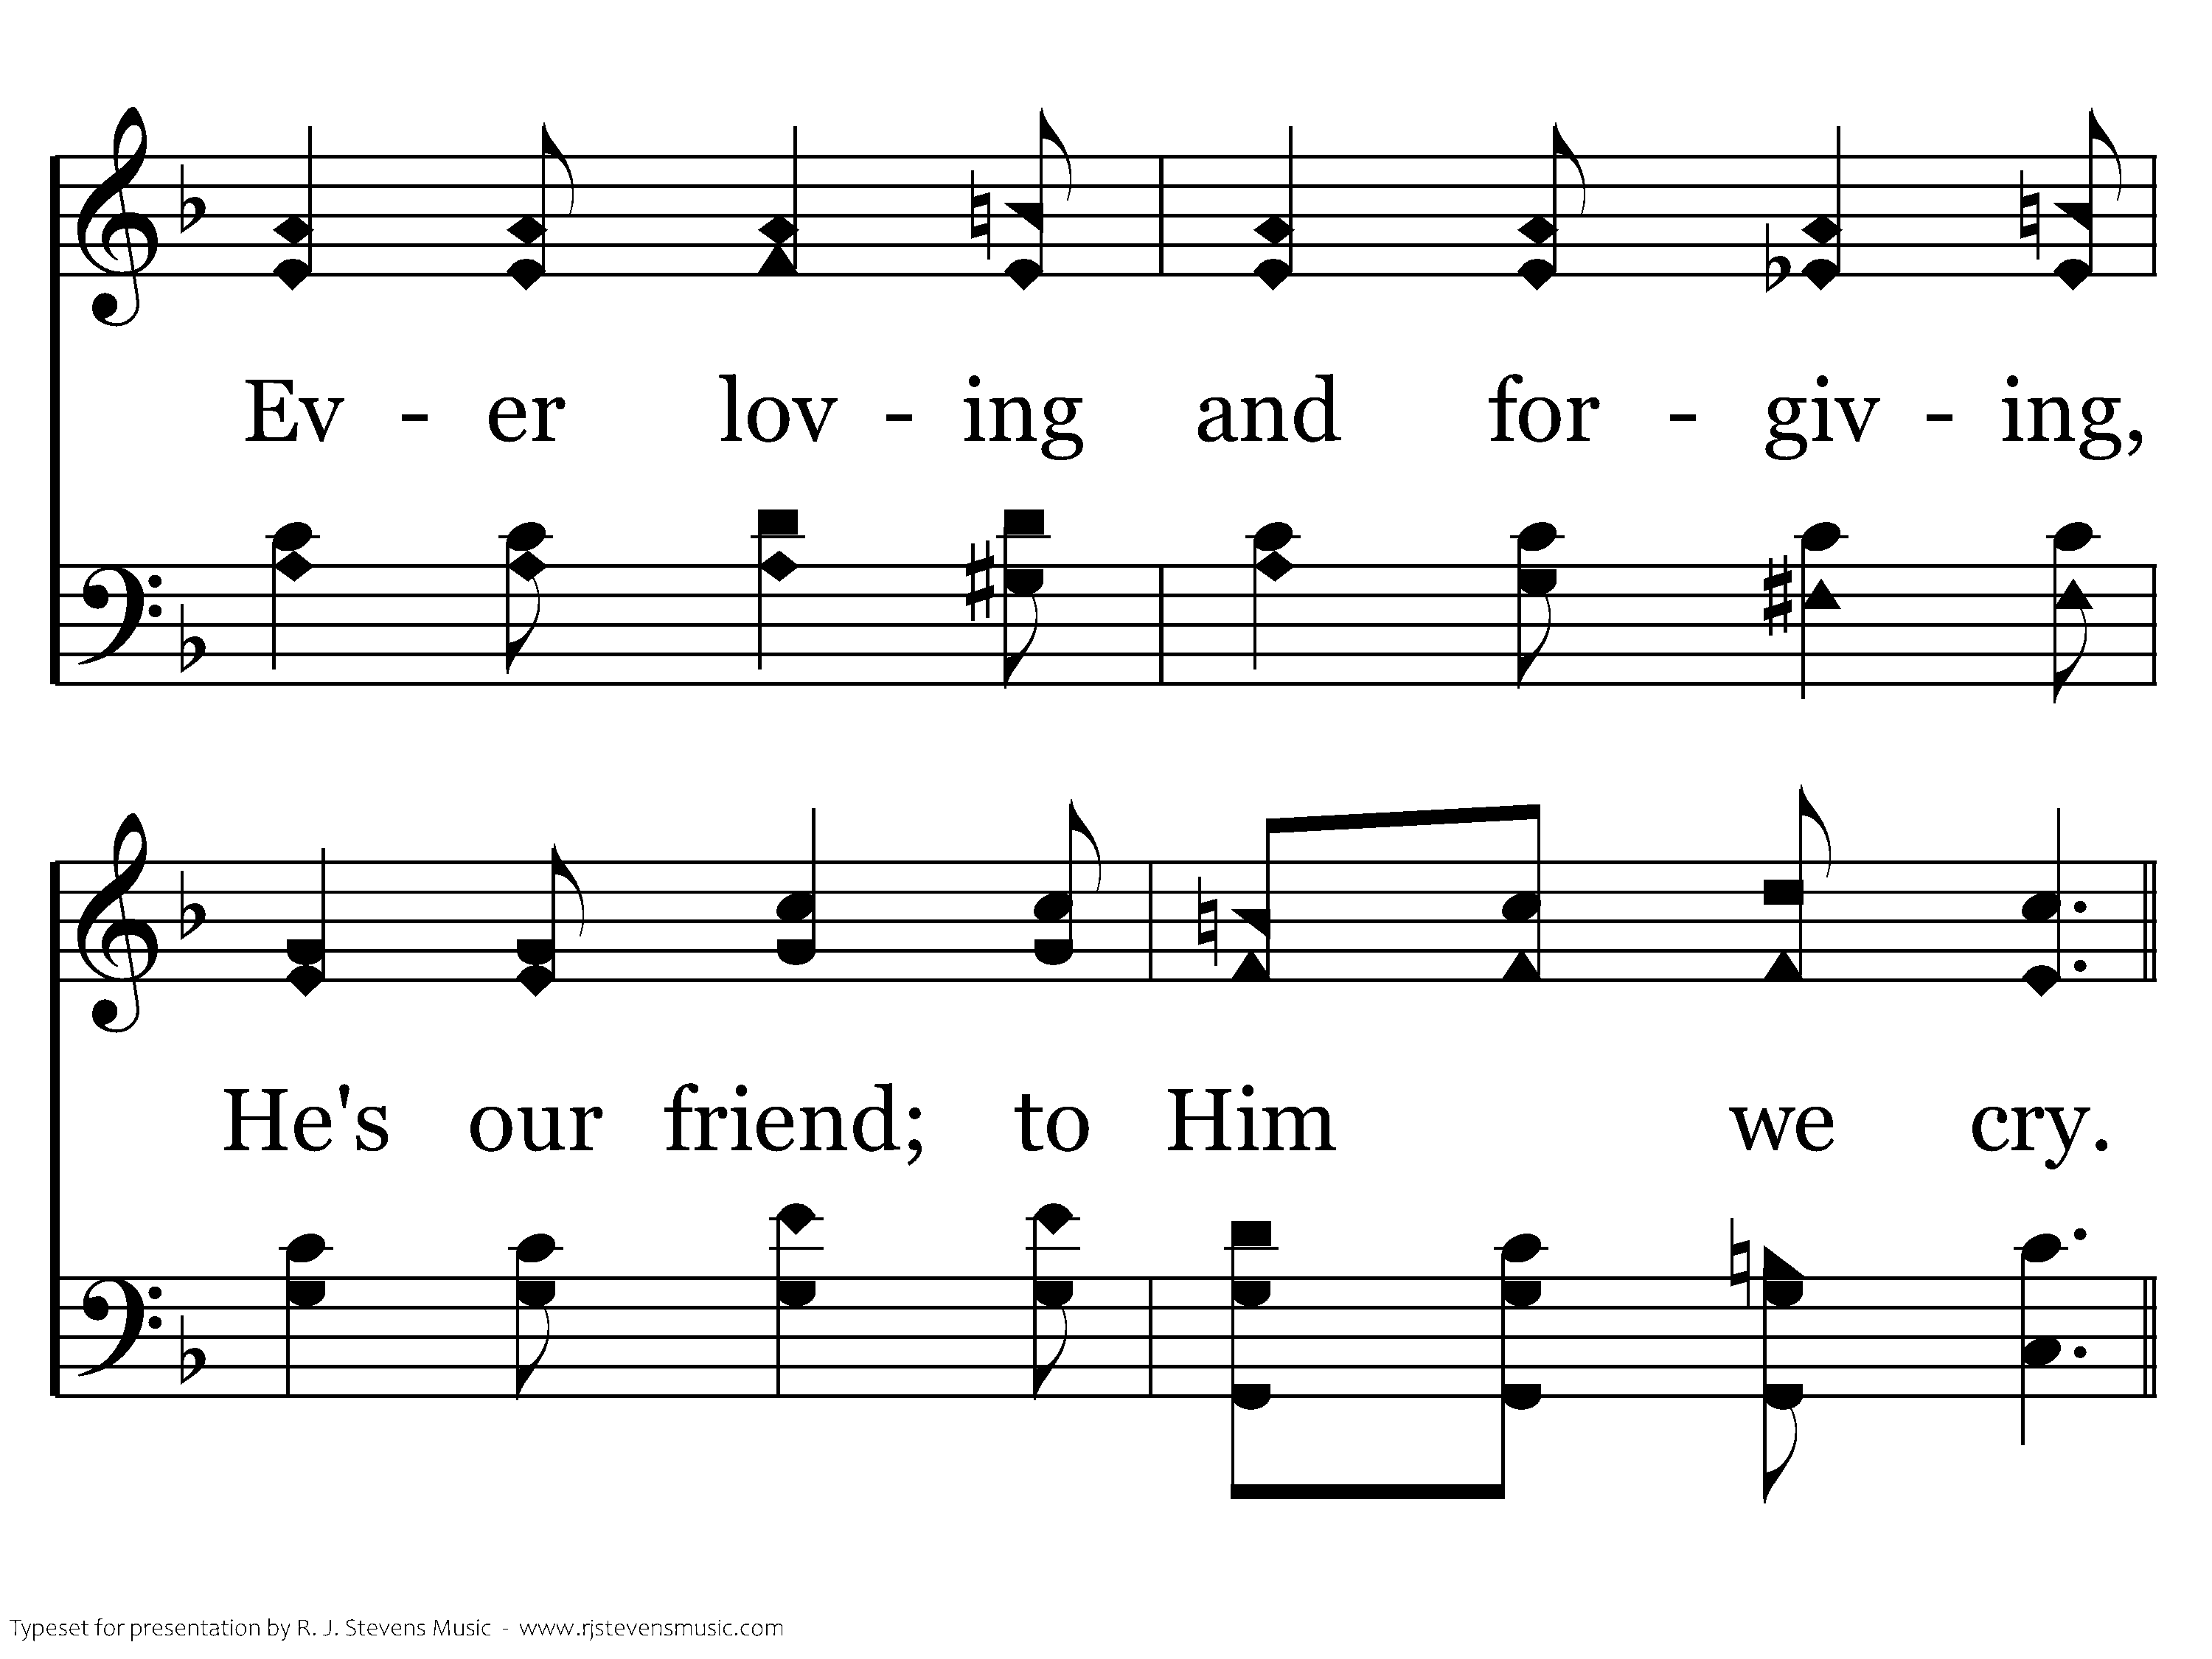 Ev - er lov - ing and for - giv - ing,
He's our friend; to Him we cry.
Typeset for presentation by R. J. Stevens Music - www.rjstevensmusic.com